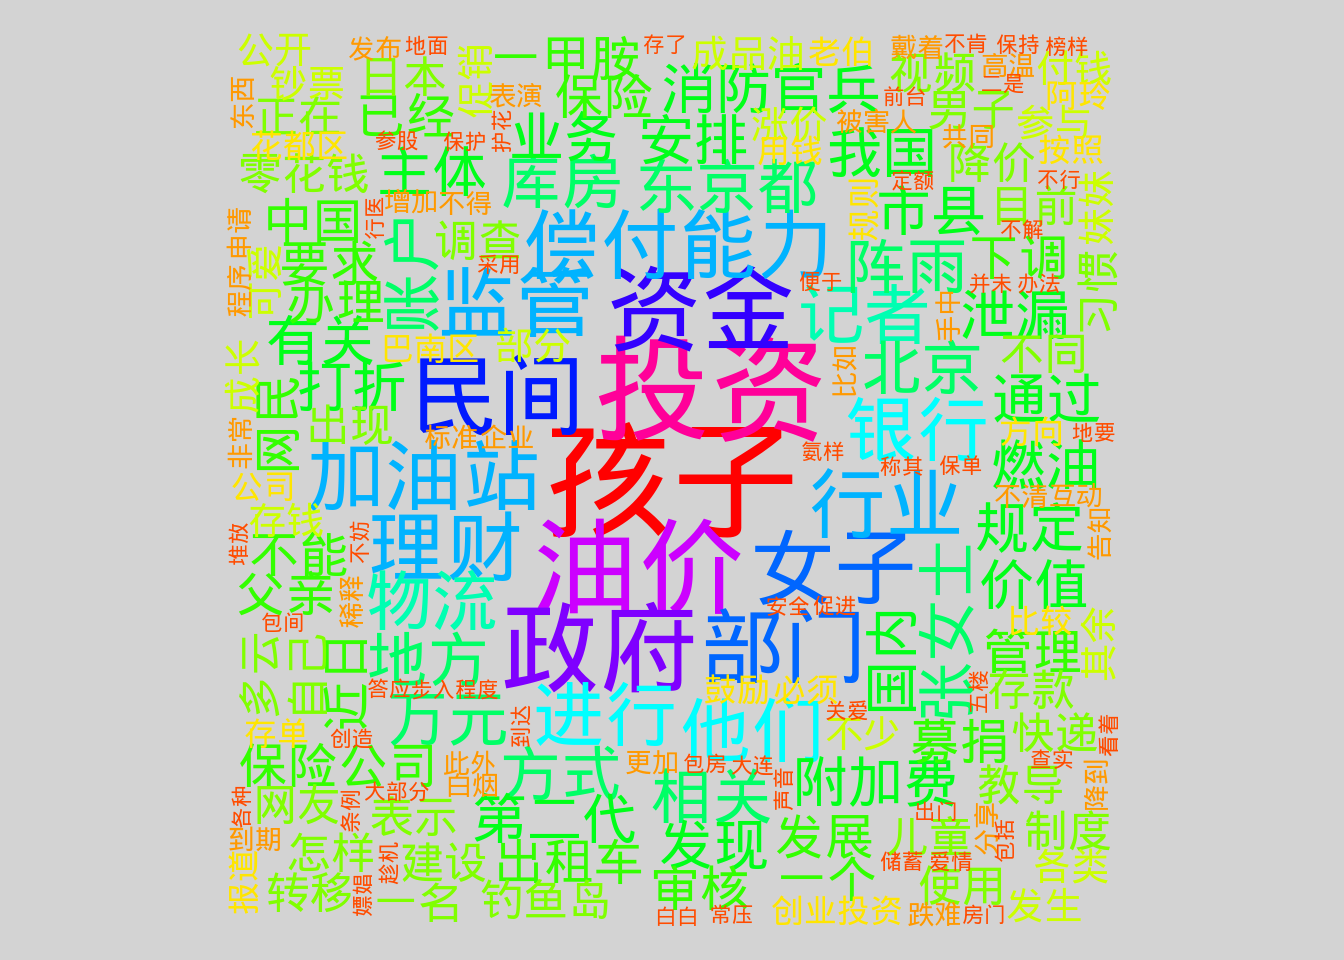 公开
发布
地面
促销
一甲胺
存了
成品油
老伯
戴着
不肯
保持
榜样
东西
钞票
日本
表演
保险
消防官兵
视频
高温
付钱
二是
阿玲
正在
已经
护花
前台
男子
参与
花都区
参股
保护
业务
安排
涨价
被害人
共同
按照
零花钱
主体
库房
东京都
用钱
我国
降价
不行
定额
妹妹
程序
申请
中国
行医
增加
不得
账户
调查
偿付能力
规则
市县
目前
不解
可爱
要求
采用
阵雨
下调
办理
监管
资金
便于
记者
手中
泄漏
并未
办法
习惯
有关
巴南区
部分
成长
网民
打折
民间
投资
比如
北京
不同
通过
非常
出现
标准
企业
银行
方向
地要
公司
加油站
孩子
氨样
称其
保单
燃油
存钱
行业
不清
互动
堆放
不能
不妨
理财
油价
女子
规定
告知
父亲
稀释
物流
安全
促进
张女士
价值
包间
比较
多云
自己
近日
地方
政府
部门
国内
管理
其余
答应
步入
程度
鼓励
必须
五楼
存款
存单
创造
万元
到达
进行
他们
关爱
不少
募捐
快递
看着
保险公司
此外
白烟
方式
更加
包房
大连
查实
各种
网友
条例
大部分
表示
第二代
相关
声音
附加费
教导
降到
出门
分享
到期
怎样
趁机
建设
出租车
发现
发展
儿童
包括
制度
报道
转移
嫖娼
一名
钓鱼岛
审核
一个
储蓄
爱情
使用
各类
白白
常压
创业投资
跌难
房门
发生